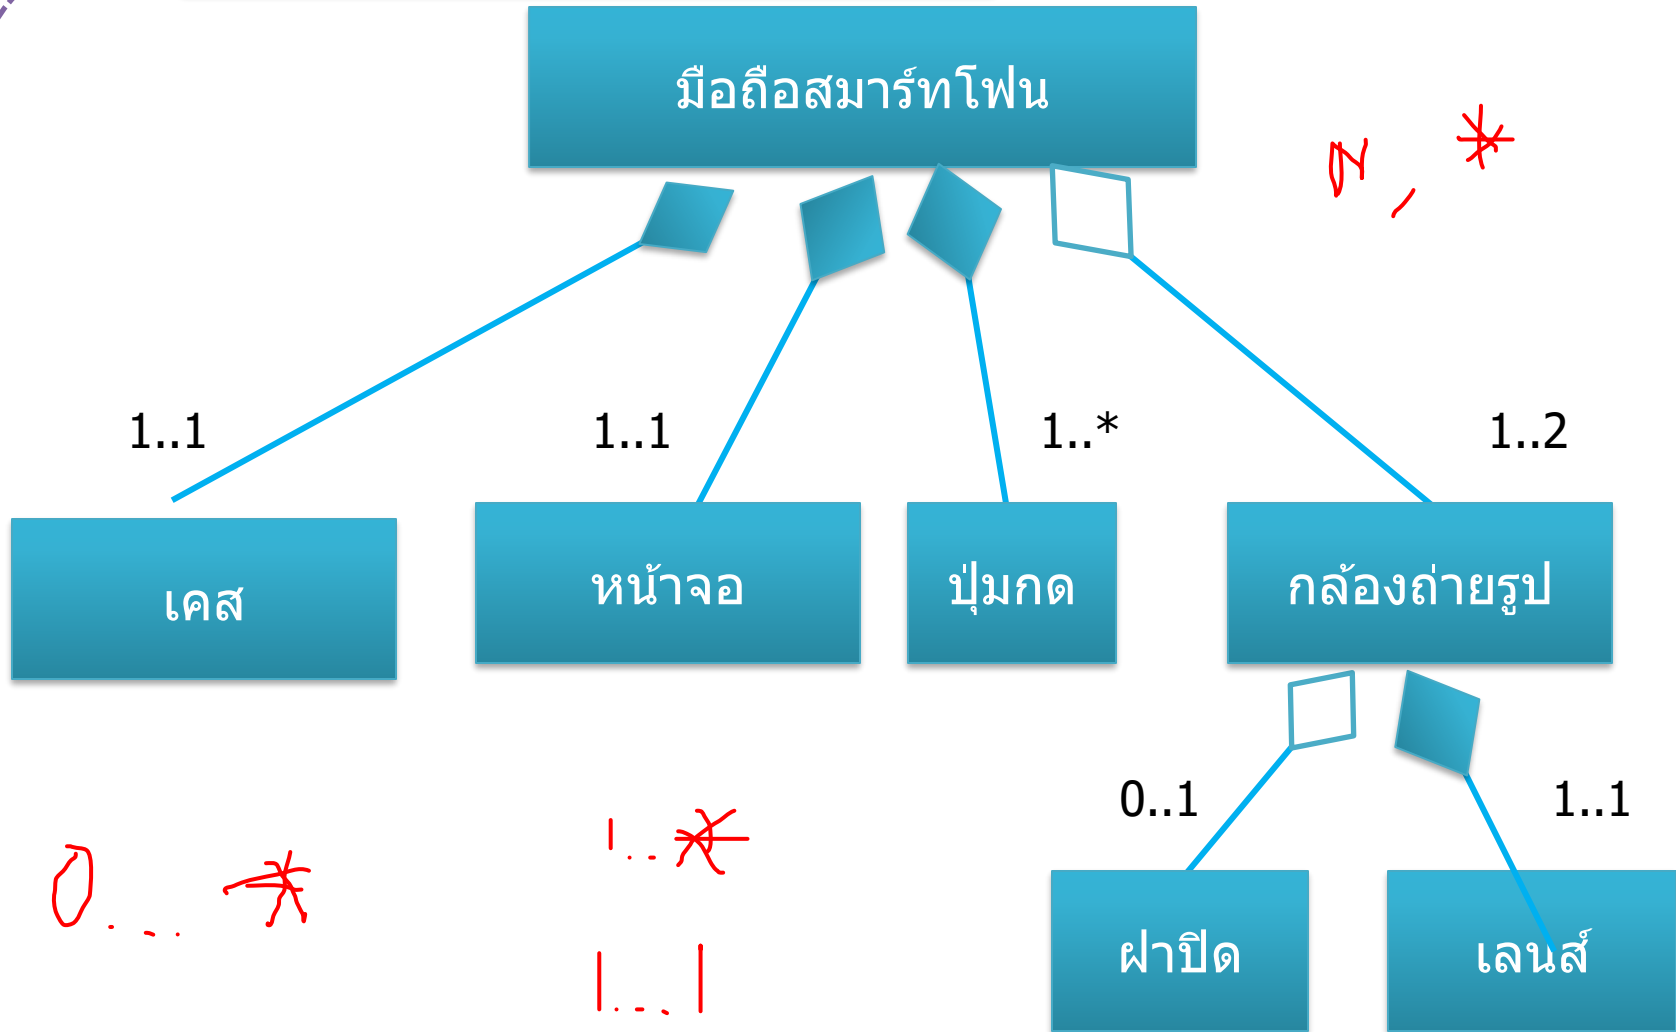 มือถือสมาร์ทโฟน
N, *
1..1
1..1
1..*
1..2
เคส
หน้าจอ
ปุ่มกด
กล้องถ่ายรูป
0..1
1..1
1..*
0...*
ฝาปิด
เลนส์
1...1